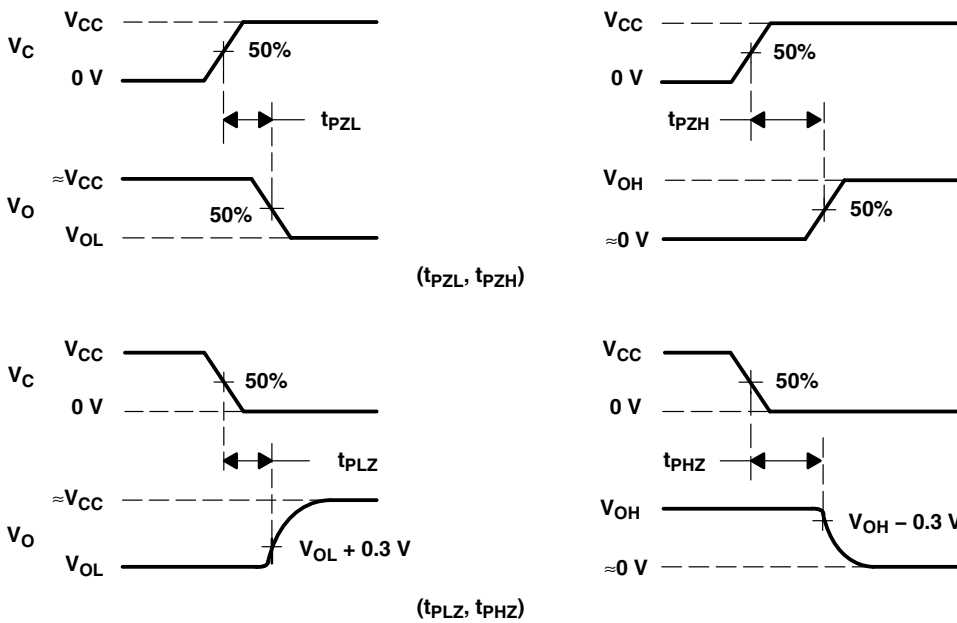 VCC
VC
50%
0 V
tPZL
≈VCC
VO
50%
VOL
VCC
50%
0 V
tPZH
VOH
50%
≈0 V
(tPZL, tPZH)
VCC
VC
50%
0 V
tPLZ
≈VCC
VO
VOL + 0.3 V
VOL
VCC
50%
0 V
tPHZ
VOH
VOH − 0.3 V
≈0 V
(tPLZ, tPHZ)